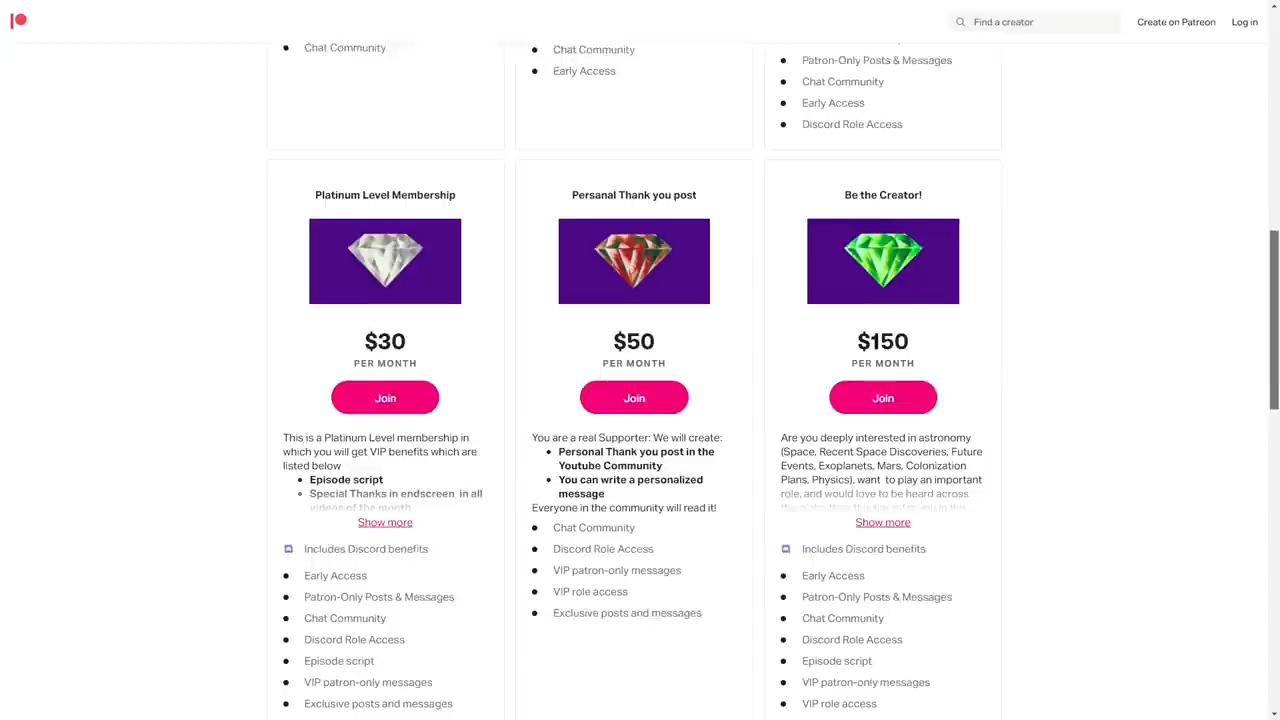 Find a creator
Create on Patreon
Log in
Chat Community
Chat Community
Early Access
Patron-Only Posts & Messages
Chat Community
Early Access
Discord Role Access
Platinum Level Membership
$30
PER MONTH
Join
This is a Platinum Level membership in
which you will get VIP benefits which are
listed below
Episode script
Special Thanks in endscreen in all
videos of the month
Show more
Includes Discord benefits
Early Access
Patron-Only Posts & Messages
Chat Community
Discord Role Access
Episode script
VIP patron-only messages
Exclusive posts and messages
Persanal Thank you post
$50
PER MONTH
Join
You are a real Supporter: We will create:
Personal Thank you post in the
Youtube Community
You can write a personalized
message
Everyone in the community will read it!
Chat Community
Discord Role Access
VIP patron-only messages
VIP role access
Exclusive posts and messages
Be the Creator!
$150
PER MONTH
Join
Are you deeply interested in astronomy
(Space, Recent Space Discoveries, Future
Events, Exoplanets, Mars, Colonization
Plans, Physics), want to play an important
role, and would love to be heard across
Show more
Includes Discord benefits
Early Access
Patron-Only Posts & Messages
Chat Community
Discord Role Access
Episode script
VIP patron-only messages
VIP role access